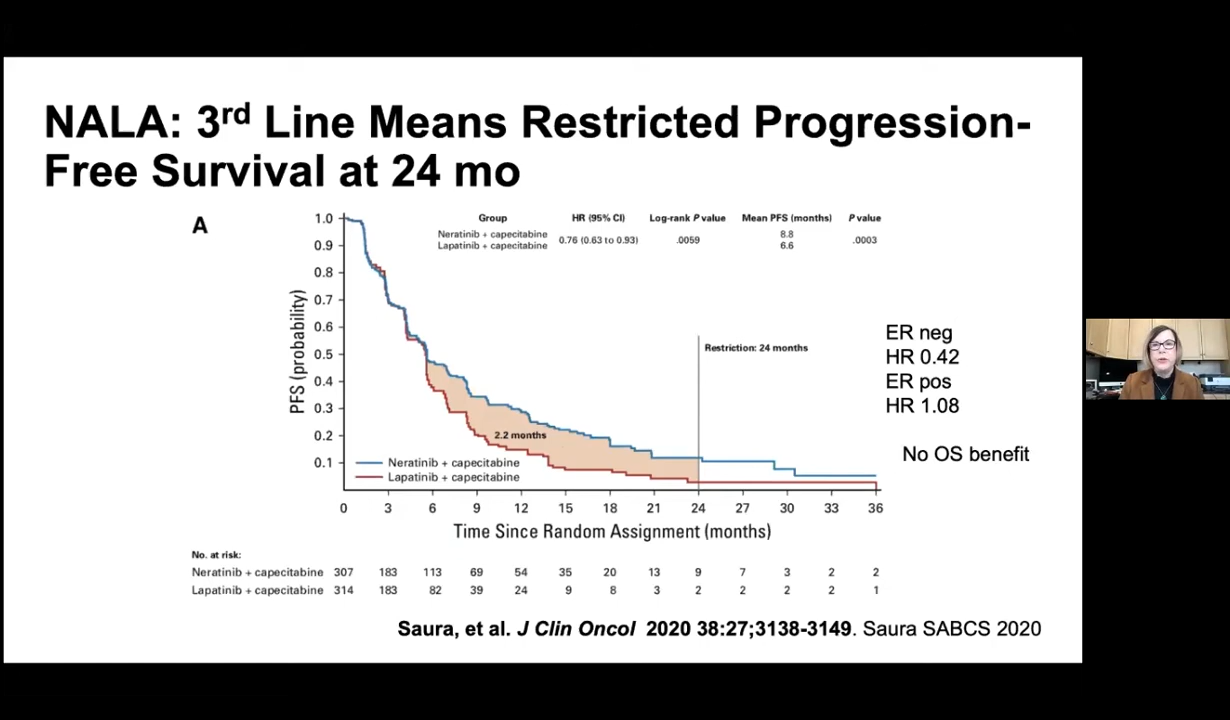 NALA: 3rd Line Means Restricted Progression-
Free Survival at 24 mo
A
Group HR (95% CI) Log-rank P value Mean PFS (months) P value
Neratinib + capecitabine 8.8
0.76 (0.63 to 0.93) .0059 .0003
Lapatinib + capecitabine 6.6
PFS (probability)
1.0
0.9
0.8
0.7
0.6
0.5
0.4
0.3
0.2
0.1
Restriction: 24 months
2.2 months
Neratinib + capecitabine
Lapatinib + capecitabine
0 3 6 9 12 15 18 21 24 27 30 33 36
Time Since Random Assignment (months)
ER neg
HR 0.42
ER pos
HR 1.08
No OS benefit
No. at risk:
Neratinib + capecitabine 307 183 113 69 54 35 20 13 9 7 3 2 2
Lapatinib + capecitabine 314 183 82 39 24 9 8 3 2 2 2 2 1
Saura, et al. J Clin Oncol 2020 38:27;3138-3149. Saura SABCS 2020